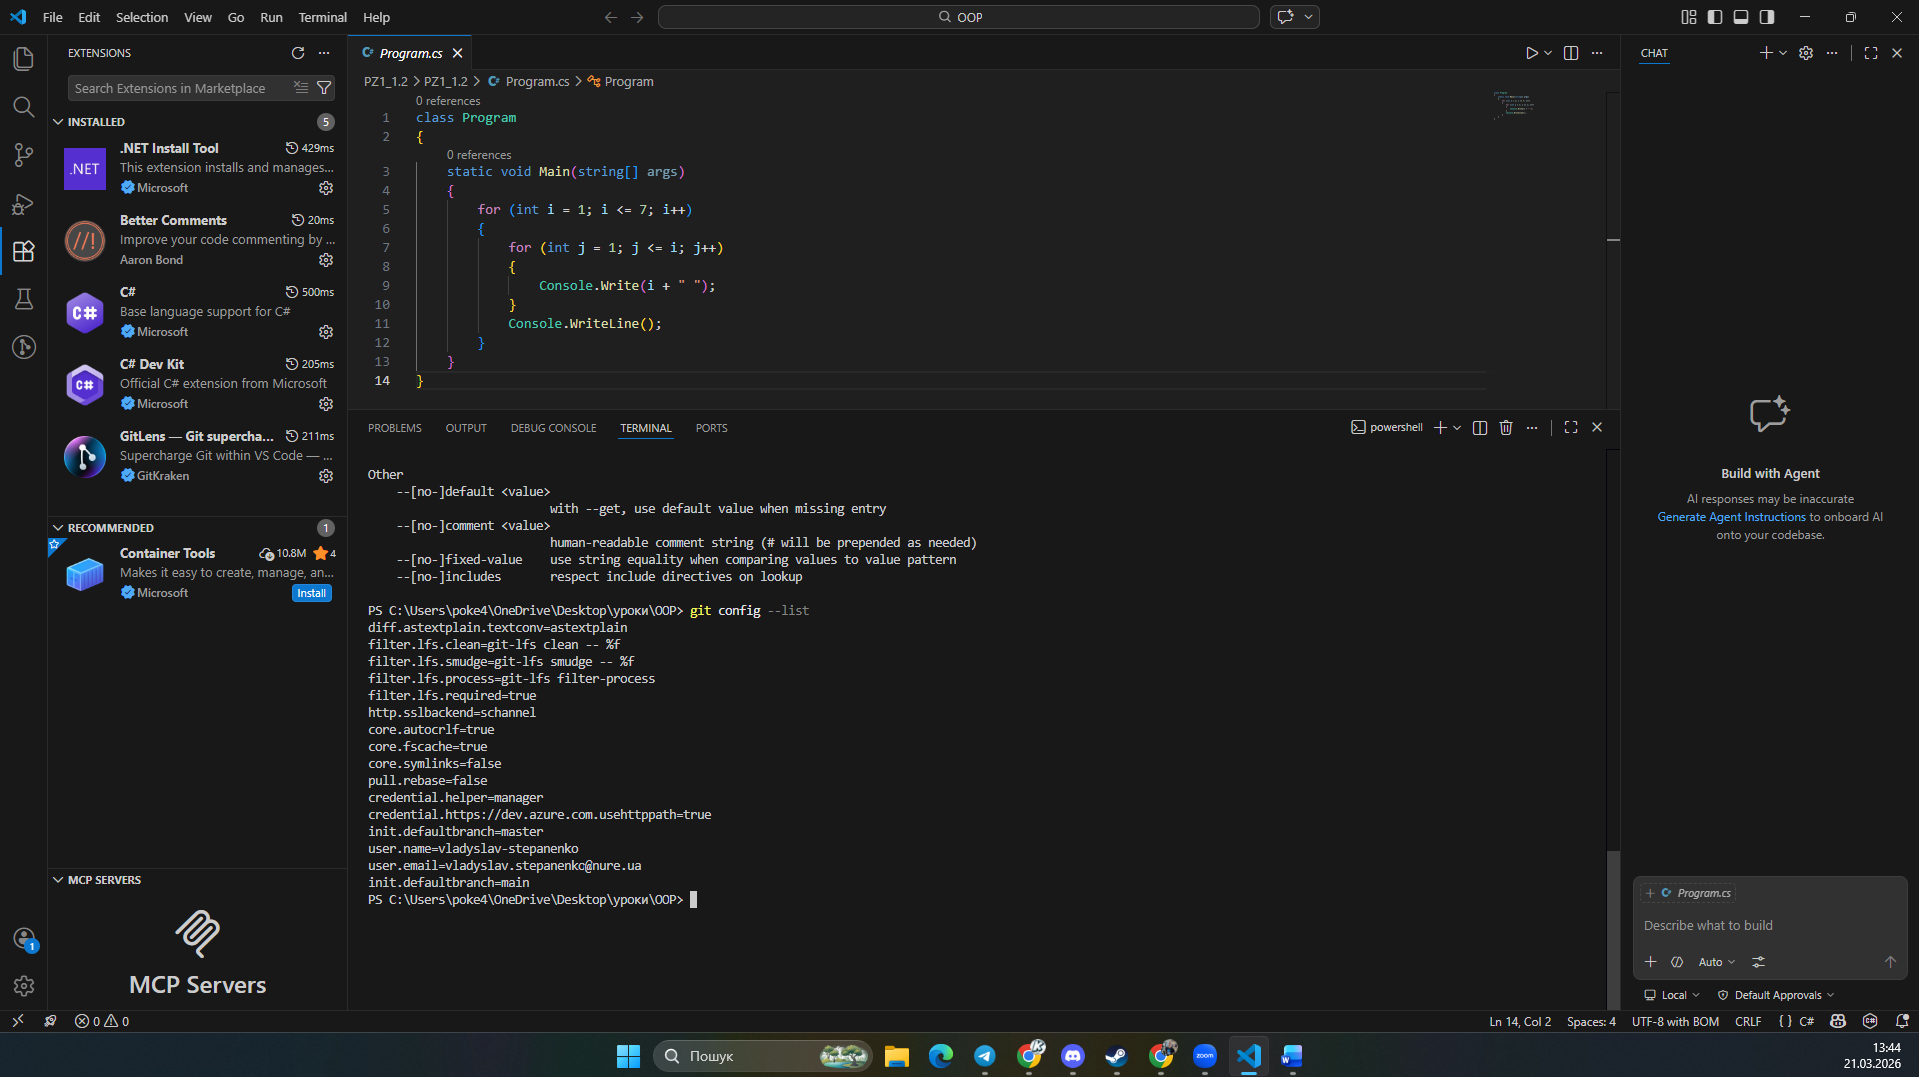 File Edit Selection View Go Run Terminal Help
OOP
EXTENSIONS
Search Extensions in Marketplace
INSTALLED 5
.NET
.NET Install Tool 429ms
This extension installs and manages...
Microsoft
Better Comments 20ms
Improve your code commenting by ...
Aaron Bond
C# 500ms
Base language support for C#
Microsoft
C# Dev Kit 205ms
Official C# extension from Microsoft
Microsoft
GitLens — Git supercha... 211ms
Supercharge Git within VS Code — ...
GitKraken
RECOMMENDED 1
Container Tools 10.8M 4
Makes it easy to create, manage, an...
Microsoft Install
MCP SERVERS
MCP Servers
Program.cs
PZ1_1.2 > PZ1_1.2 > Program.cs > Program
0 references
1 class Program
2 {
0 references
3 static void Main(string[] args)
4 {
5 for (int i = 1; i <= 7; i++)
6 {
7 for (int j = 1; j <= i; j++)
8 {
9 Console.Write(i + " ");
10 }
11 Console.WriteLine();
12 }
13 }
14 }
PROBLEMS OUTPUT DEBUG CONSOLE TERMINAL PORTS
powershell
Other
--[no-]default <value>
with --get, use default value when missing entry
--[no-]comment <value>
human-readable comment string (# will be prepended as needed)
--[no-]fixed-value use string equality when comparing values to value pattern
--[no-]includes respect include directives on lookup
PS C:\Users\poke4\OneDrive\Desktop\уроки\OOP> git config --list
diff.astextplain.textconv=astextplain
filter.lfs.clean=git-lfs clean -- %f
filter.lfs.smudge=git-lfs smudge -- %f
filter.lfs.process=git-lfs filter-process
filter.lfs.required=true
http.sslbackend=schannel
core.autocrlf=true
core.fscache=true
core.symlinks=false
pull.rebase=false
credential.helper=manager
credential.https://dev.azure.com.usehttppath=true
init.defaultbranch=master
user.name=vladyslav-stepanenko
user.email=vladyslav.stepanenko@nure.ua
init.defaultbranch=main
PS C:\Users\poke4\OneDrive\Desktop\уроки\OOP>
CHAT
Build with Agent
AI responses may be inaccurate
Generate Agent Instructions to onboard AI
onto your codebase.
Program.cs
Describe what to build
Auto
Local Default Approvals
1
0 0
Ln 14, Col 2 Spaces: 4 UTF-8 with BOM CRLF { } C#
Пошук
zoom
13:44
21.03.2026